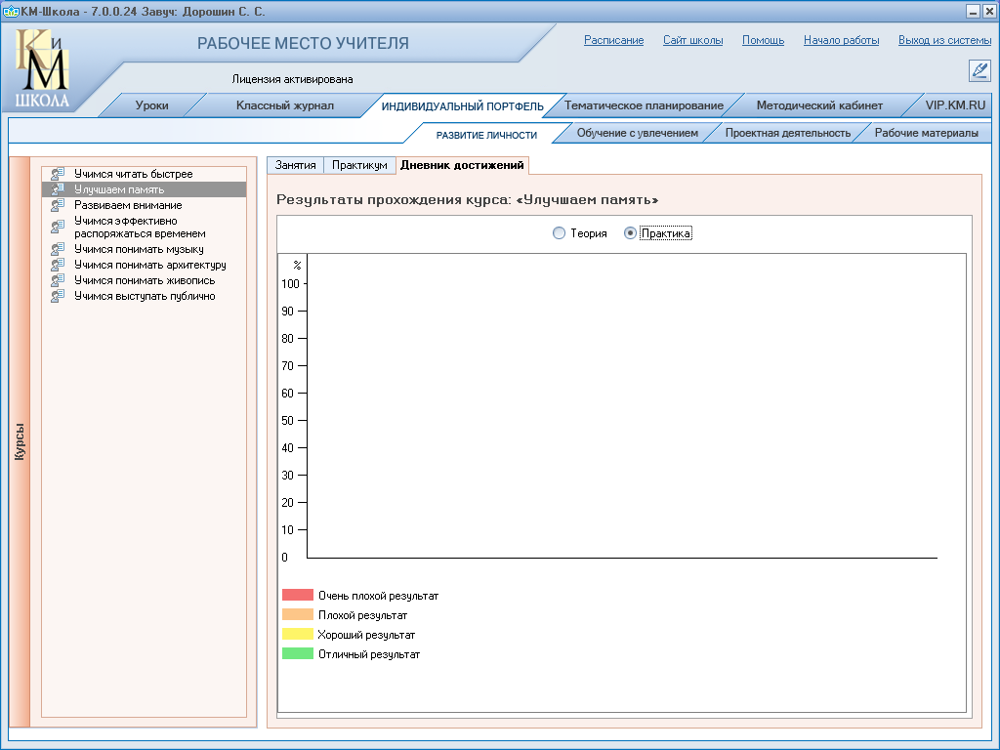 КМ-Школа - 7.0.0.24 Завуч: Дорошин С. С.
К и М
ШКОЛА
РАБОЧЕЕ МЕСТО УЧИТЕЛЯ
Расписание Сайт школы Помощь Начало работы Выход из системы
Лицензия активирована
Уроки Классный журнал ИНДИВИДУАЛЬНЫЙ ПОРТФЕЛЬ Тематическое планирование Методический кабинет VIP.KM.RU
РАЗВИТИЕ ЛИЧНОСТИ Обучение с увлечением Проектная деятельность Рабочие материалы
Курсы
Учимся читать быстрее
Улучшаем память
Развиваем внимание
Учимся эффективно
распоряжаться временем
Учимся понимать музыку
Учимся понимать архитектуру
Учимся понимать живопись
Учимся выступать публично
Занятия Практикум Дневник достижений
Результаты прохождения курса: «Улучшаем память»
Теория Практика
%
100
90
80
70
60
50
40
30
20
10
0
Очень плохой результат
Плохой результат
Хороший результат
Отличный результат